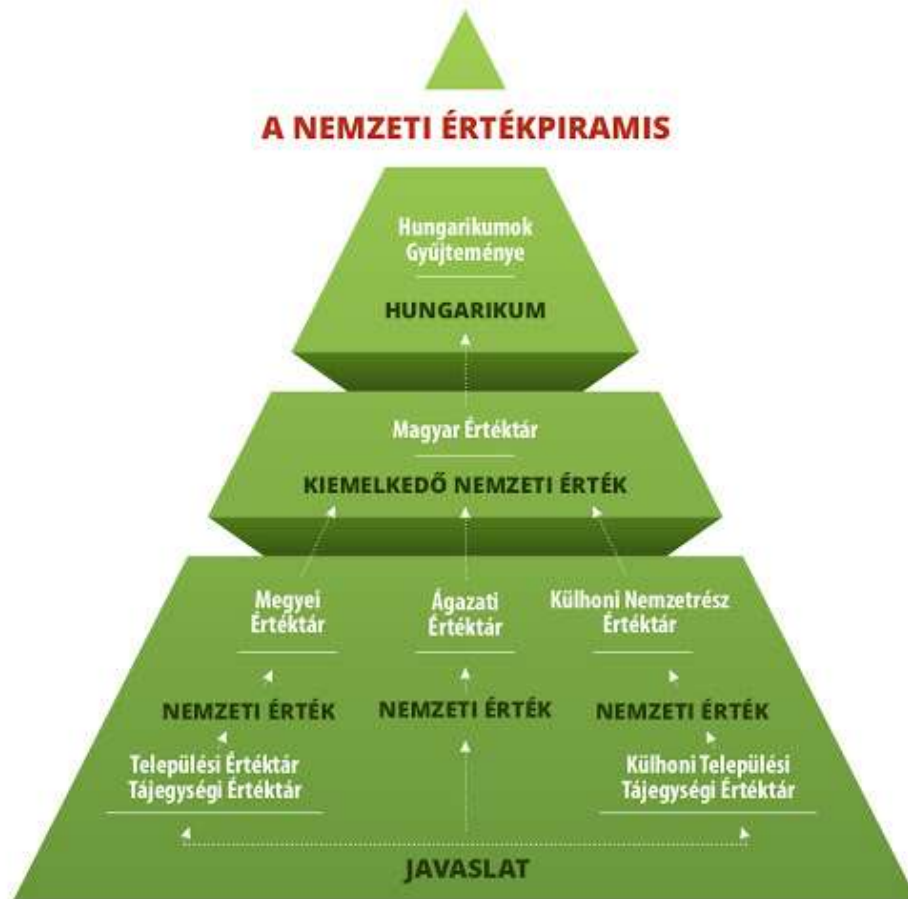 A NEMZETI ÉRTÉKPIRAMIS
Hungarikumok
Gyűjteménye
HUNGARIKUM
Magyar Értéktár
KIEMELKEDŐ NEMZETI ÉRTÉK
Megyei
Értéktár
Ágazati
Értéktár
Külhoni Nemzetrész
Értéktár
NEMZETI ÉRTÉK
NEMZETI ÉRTÉK
NEMZETI ÉRTÉK
Települési Értéktár
Tájegységi Értéktár
Külhoni Települési
Tájegységi Értéktár
JAVASLAT